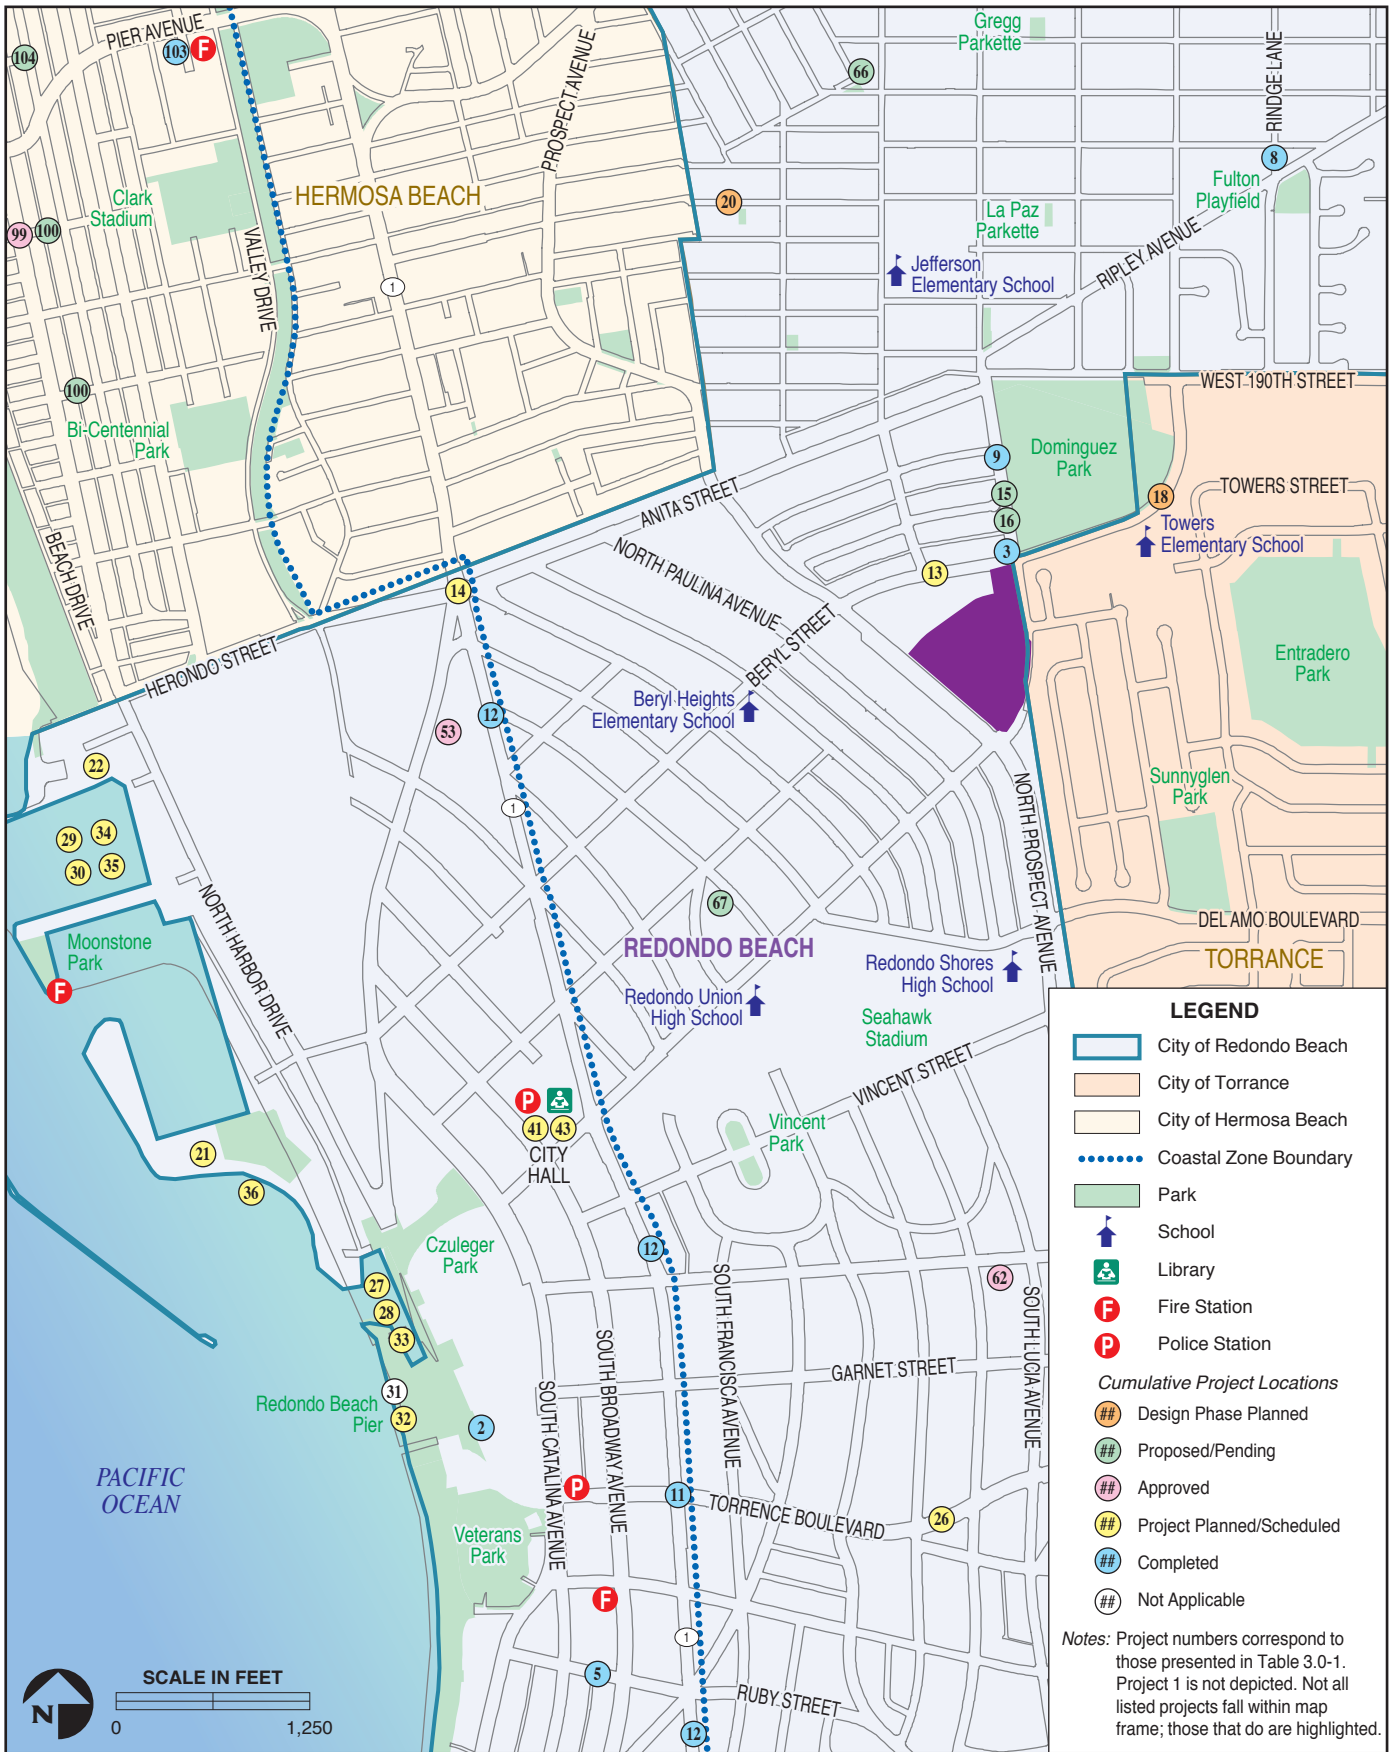 PIER AVENUE
104
103
F
PROSPECT AVENUE
Gregg
Parkette
66
RINDGE LANE
8
Fulton
Playfield
HERMOSA BEACH
Clark
Stadium
99
100
VALLEY DRIVE
1
20
La Paz
Parkette
RIPLEY AVENUE
Jefferson
Elementary School
100
Bi-Centennial
Park
WEST 190TH STREET
Dominguez
Park
9
15
16
3
18
TOWERS STREET
Towers
Elementary School
ANITA STREET
BEACH DRIVE
NORTH PAULINA AVENUE
13
14
BERYL STREET
HERONDO STREET
Entradero
Park
Beryl Heights
Elementary School
12
53
22
1
Sunnyglen
Park
29
34
30
35
NORTH PROSPECT AVENUE
67
NORTH HARBOR DRIVE
DEL AMO BOULEVARD
REDONDO BEACH
TORRANCE
Moonstone
Park
F
Redondo Shores
High School
Redondo Union
High School
Seahawk
Stadium
VINCENT STREET
P
41
43
CITY
HALL
Vincent
Park
21
36
Czuleger
Park
12
62
27
28
33
SOUTH FRANCISCA AVENUE
SOUTH LUCIA AVENUE
SOUTH BROADWAY AVENUE
GARNET STREET
SOUTH CATALINA AVENUE
31
Redondo Beach
Pier
32
2
PACIFIC
OCEAN
P
11
TORRENCE BOULEVARD
26
Veterans
Park
F
1
5
RUBY STREET
12
N
SCALE IN FEET
0
1,250
LEGEND
City of Redondo Beach
City of Torrance
City of Hermosa Beach
Coastal Zone Boundary
Park
School
Library
F Fire Station
P Police Station
Cumulative Project Locations
## Design Phase Planned
## Proposed/Pending
## Approved
## Project Planned/Scheduled
## Completed
## Not Applicable
Notes: Project numbers correspond to
those presented in Table 3.0-1.
Project 1 is not depicted. Not all
listed projects fall within map
frame; those that do are highlighted.